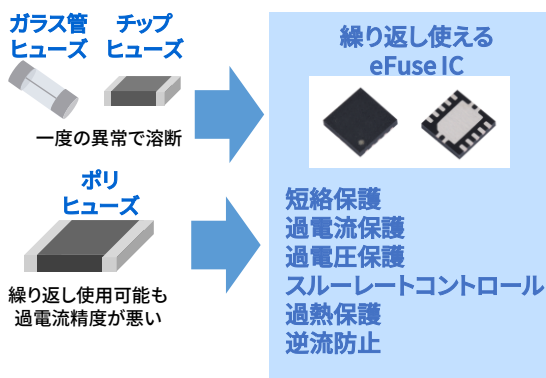 ガラス管
ヒューズ
チップ
ヒューズ
一度の異常で溶断
ポリ
ヒューズ
繰り返し使用可能も
過電流精度が悪い
繰り返し使える
eFuse IC
短絡保護
過電流保護
過電圧保護
スルーレートコントロール
過熱保護
逆流防止